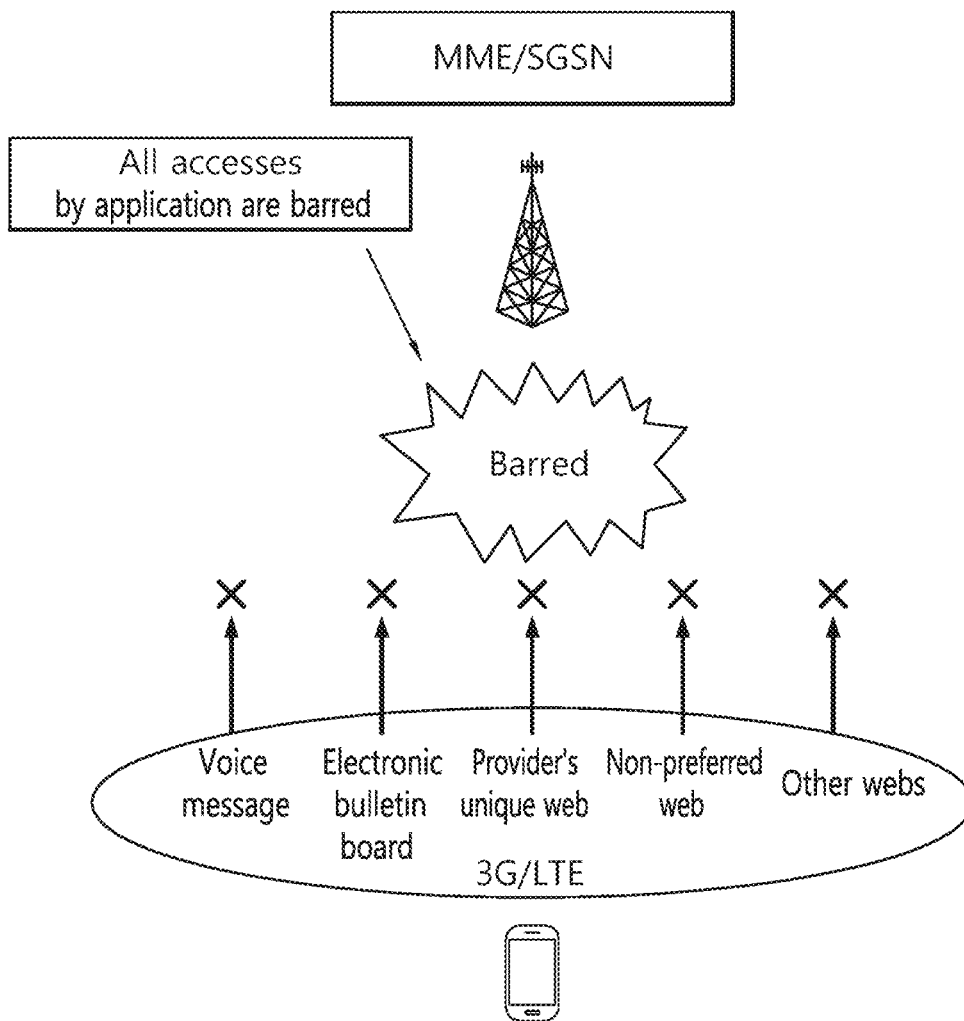 MME/SGSN
All accesses
by application are barred
Barred
Voice
message
Electronic
bulletin
board
Provider's
unique web
Non-preferred
web
Other webs
3G/LTE